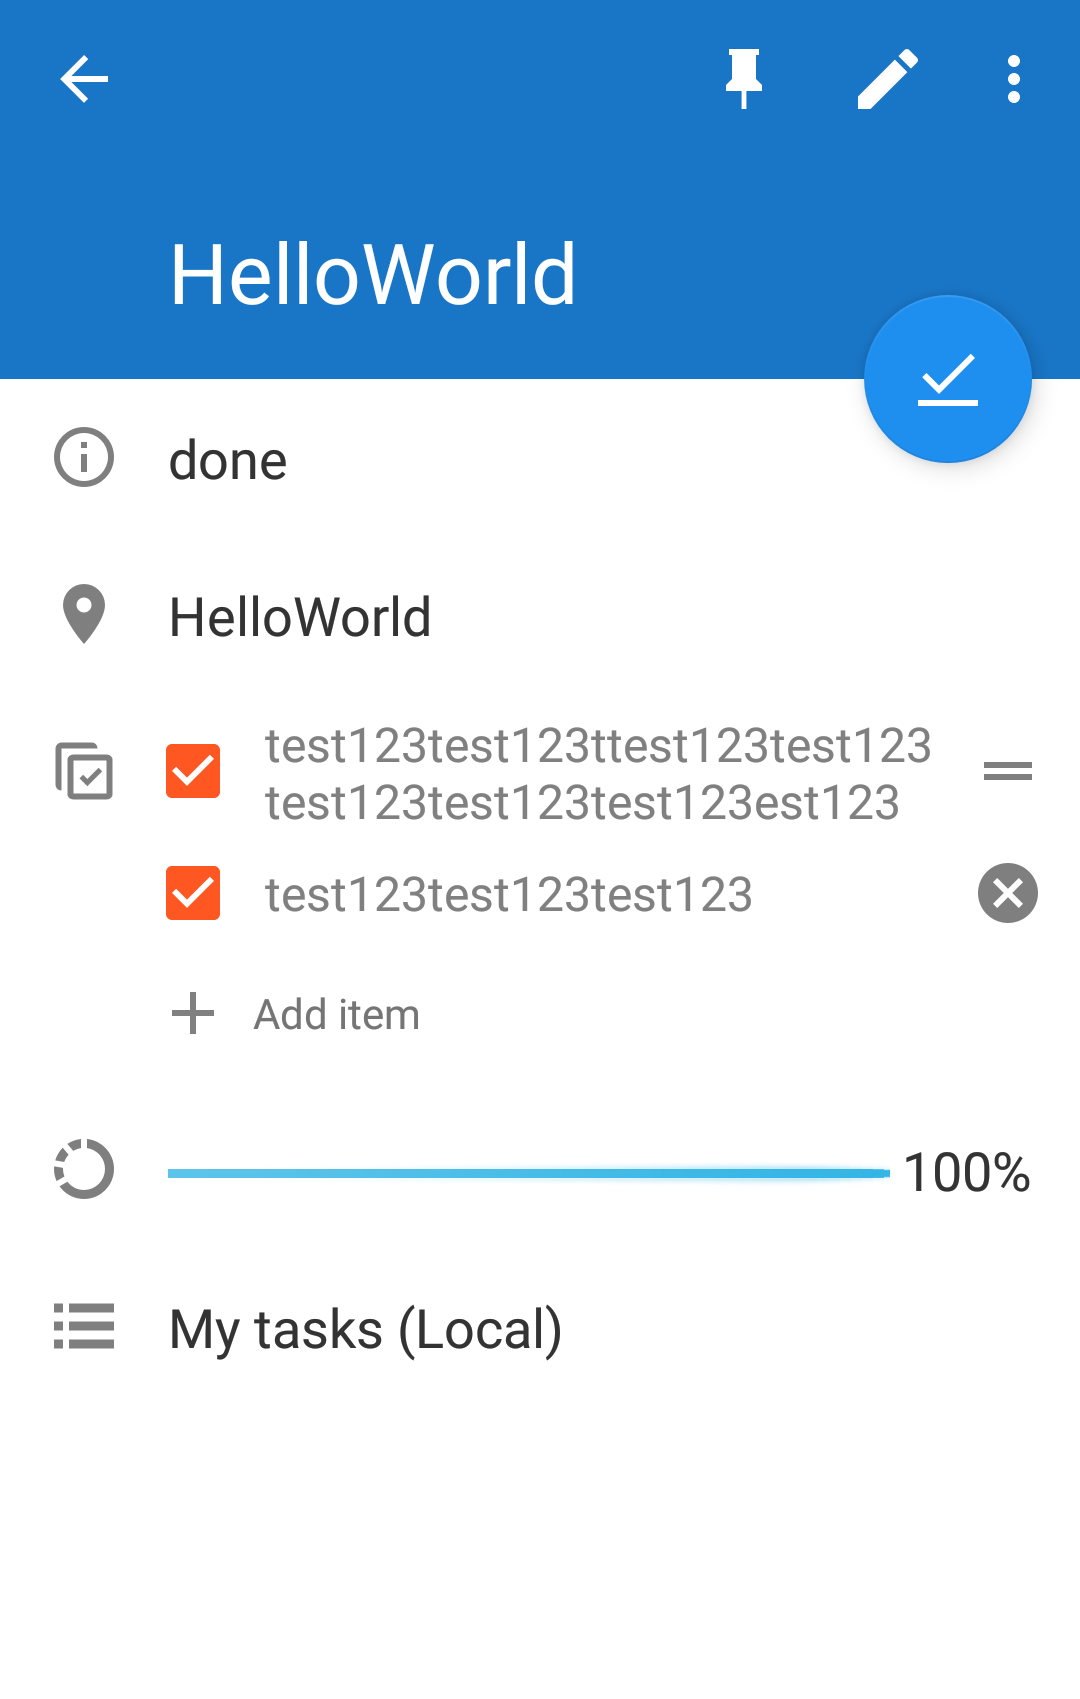 HelloWorld
done
HelloWorld
test123test123ttest123test123
test123test123test123est123
test123test123test123
Add item
100%
My tasks (Local)